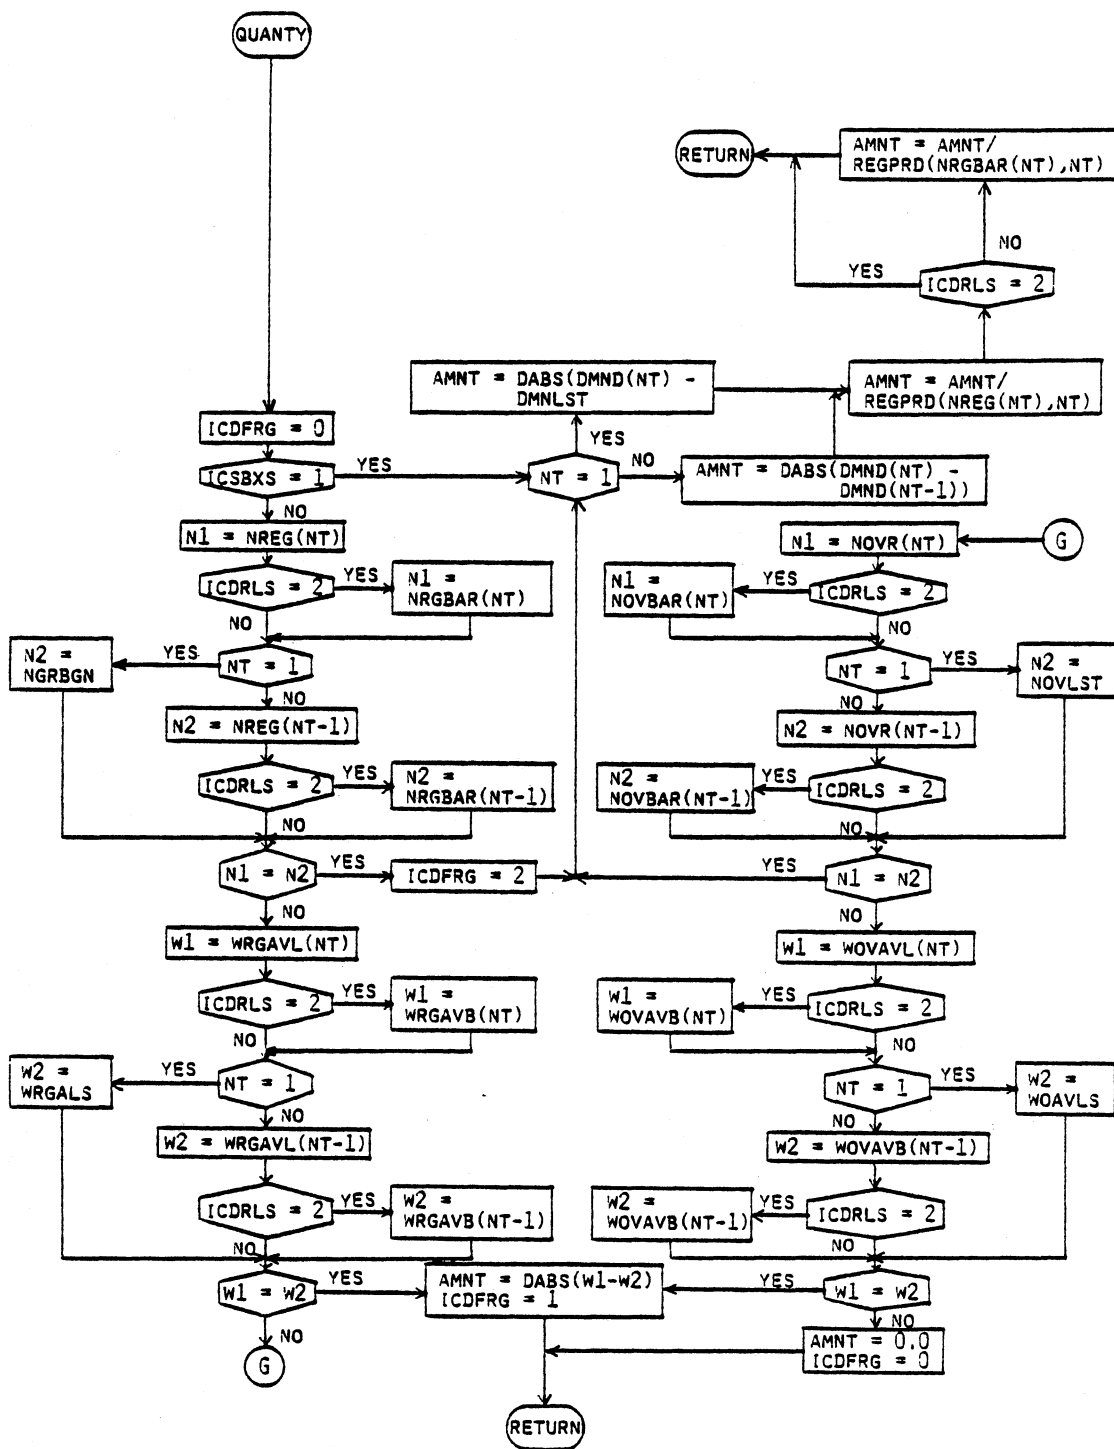 QUANTY
RETURN
AMNT = AMNT/
REGPRD(NRGBAR(NT),NT)
NO
YES
ICDRLS = 2
AMNT = DABS(DMND(NT) -
DMNLST
AMNT = AMNT/
REGPRD(NREG(NT),NT)
ICDFRG = 0
YES
ICSBXS = 1
YES
NT = 1
NO
AMNT = DABS(DMND(NT) -
DMND(NT-1))
NO
N1 = NREG(NT)
ICDRLS = 2
YES
N1 =
NRGBAR(NT)
NO
N2 =
NGRBGN
YES
NT = 1
NO
N2 = NREG(NT-1)
ICDRLS = 2
YES
N2 =
NRGBAR(NT-1)
NO
N1 = N2
YES
ICDFRG = 2
NO
W1 = WRGAVL(NT)
ICDRLS = 2
YES
W1 =
WRGAVB(NT)
NO
W2 =
WRGALS
YES
NT = 1
NO
W2 = WRGAVL(NT-1)
ICDRLS = 2
YES
W2 =
WRGAVB(NT-1)
NO
W1 = W2
YES
AMNT = DABS(W1-W2)
ICDFRG = 1
NO
G
N1 = NOVR(NT)
G
N1 =
NOVBAR(NT)
YES
ICDRLS = 2
NO
NT = 1
YES
N2 =
NOVLST
NO
N2 = NOVR(NT-1)
N2 =
NOVBAR(NT-1)
YES
ICDRLS = 2
NO
YES
N1 = N2
NO
W1 = WOVAVL(NT)
W1 =
WOVAVB(NT)
YES
ICDRLS = 2
NO
NT = 1
YES
W2 =
WOAVLS
NO
W2 = WOVAVB(NT-1)
W2 =
WOVAVB(NT-1)
YES
ICDRLS = 2
NO
YES
W1 = W2
NO
AMNT = 0.0
ICDFRG = 0
RETURN